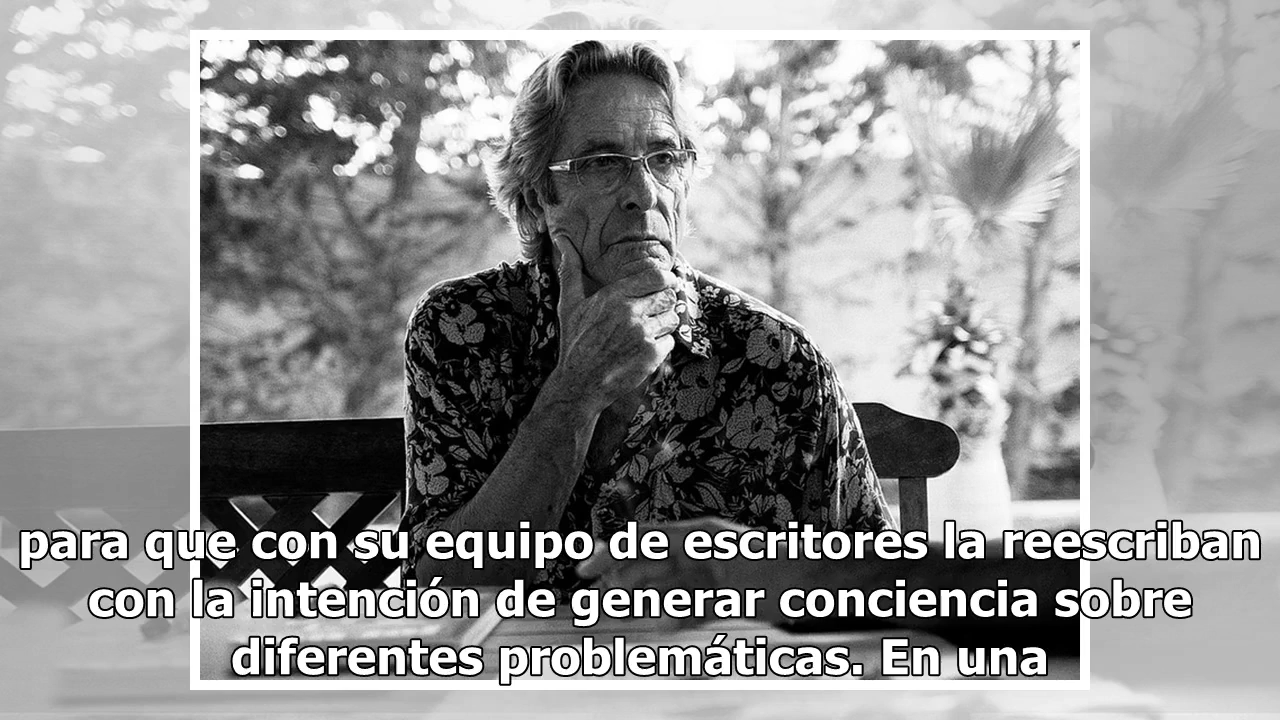 para que con su equipo de escritores la reescriban
con la intención de generar conciencia sobre
diferentes problemáticas. En una